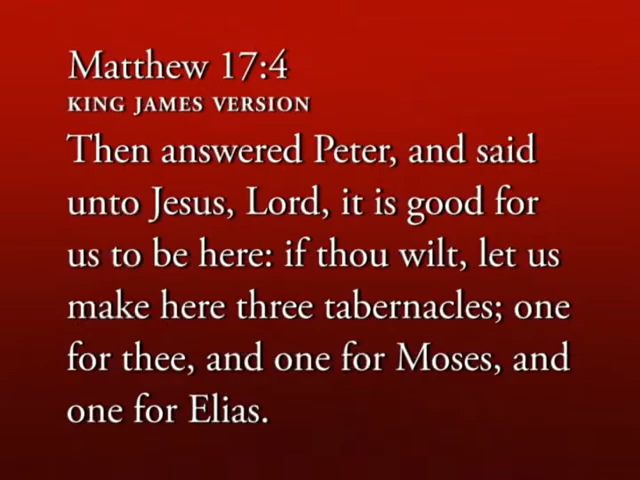 Matthew 17:4
KING JAMES VERSION
Then answered Peter, and said
unto Jesus, Lord, it is good for
us to be here: if thou wilt, let us
make here three tabernacles; one
for thee, and one for Moses, and
one for Elias.